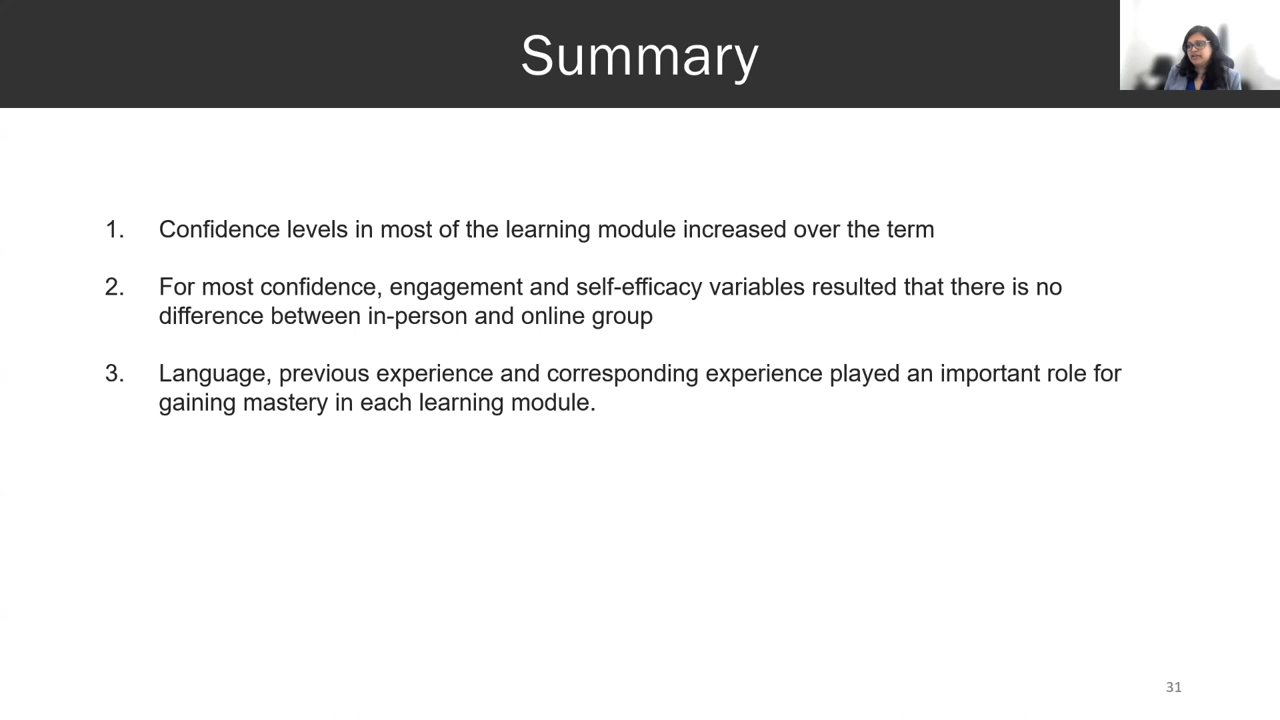 Summary
1. Confidence levels in most of the learning module increased over the term
2. For most confidence, engagement and self-efficacy variables resulted that there is no
difference between in-person and online group
3. Language, previous experience and corresponding experience played an important role for
gaining mastery in each learning module.
31